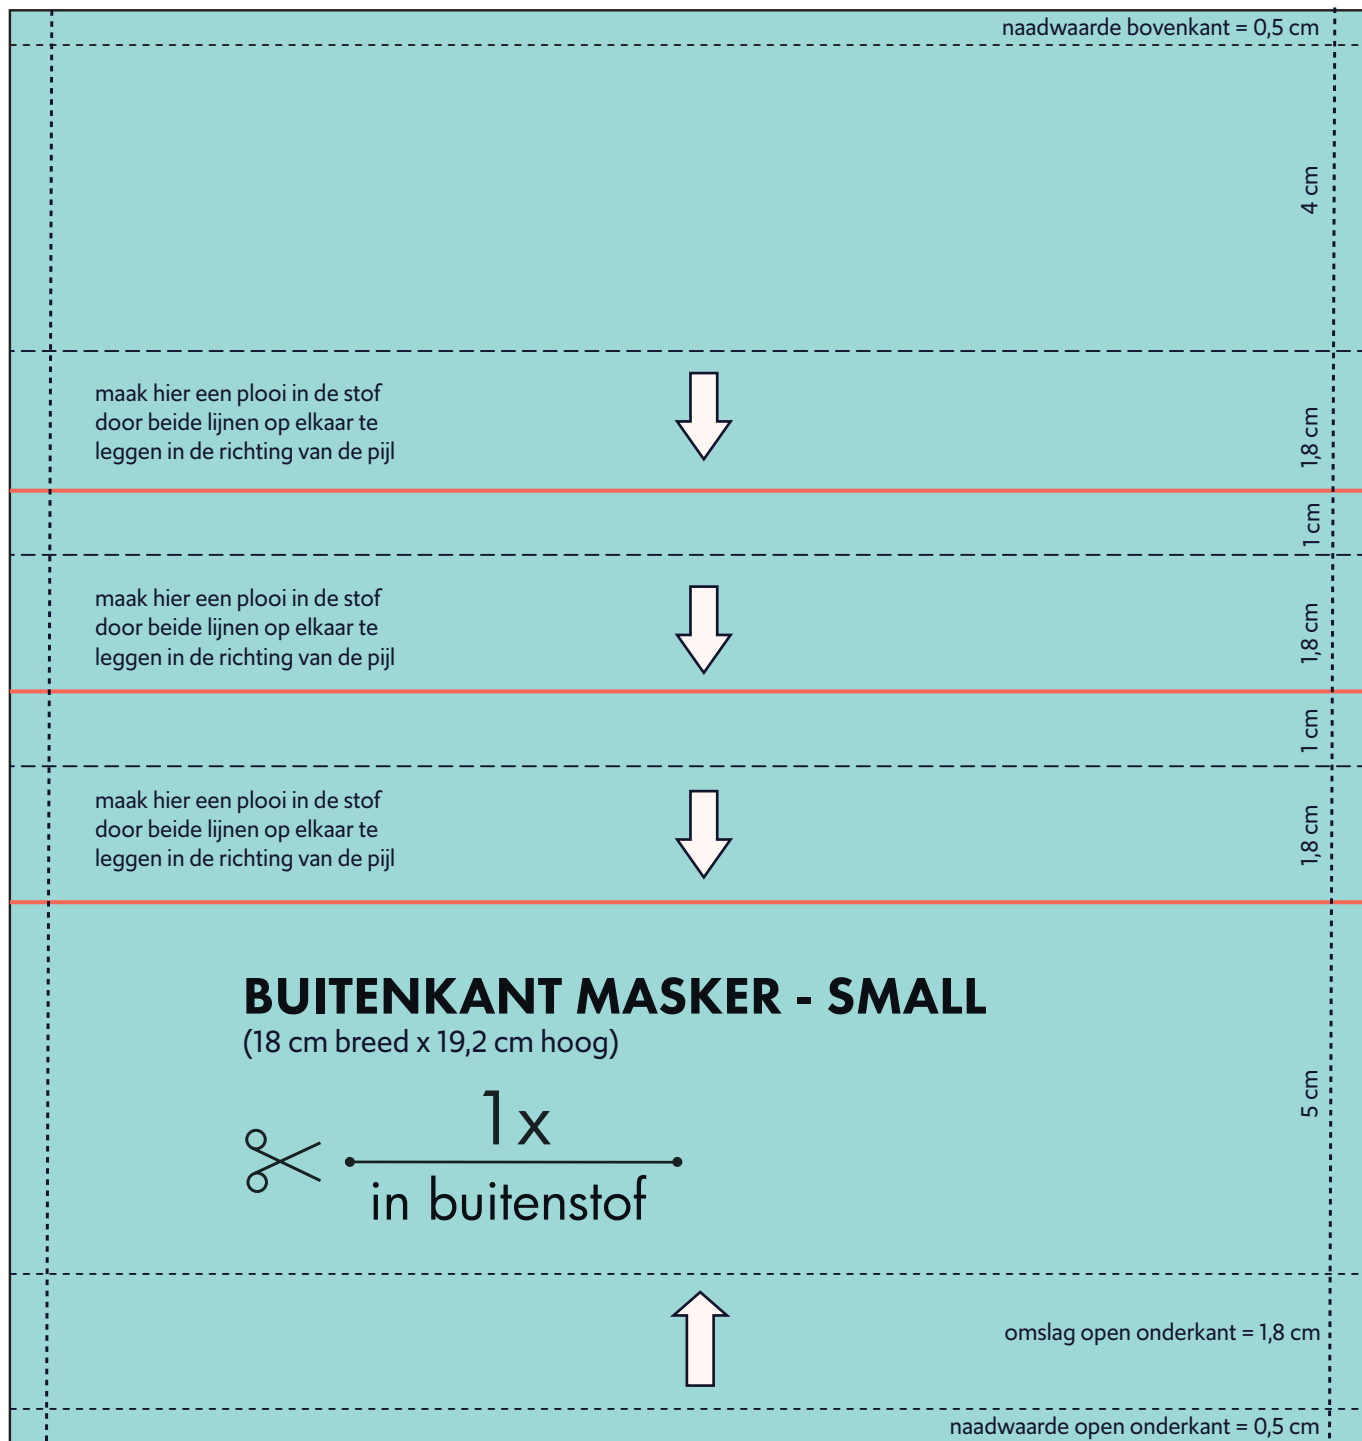 naadwaarde bovenkant = 0,5 cm
4 cm
maak hier een plooi in de stof
door beide lijnen op elkaar te
leggen in de richting van de pijl
1,8 cm
1 cm
maak hier een plooi in de stof
door beide lijnen op elkaar te
leggen in de richting van de pijl
1,8 cm
1 cm
maak hier een plooi in de stof
door beide lijnen op elkaar te
leggen in de richting van de pijl
1,8 cm
BUITENKANT MASKER - SMALL
(18 cm breed x 19,2 cm hoog)
1x
in buitenstof
5 cm
omslag open onderkant = 1,8 cm
naadwaarde open onderkant = 0,5 cm